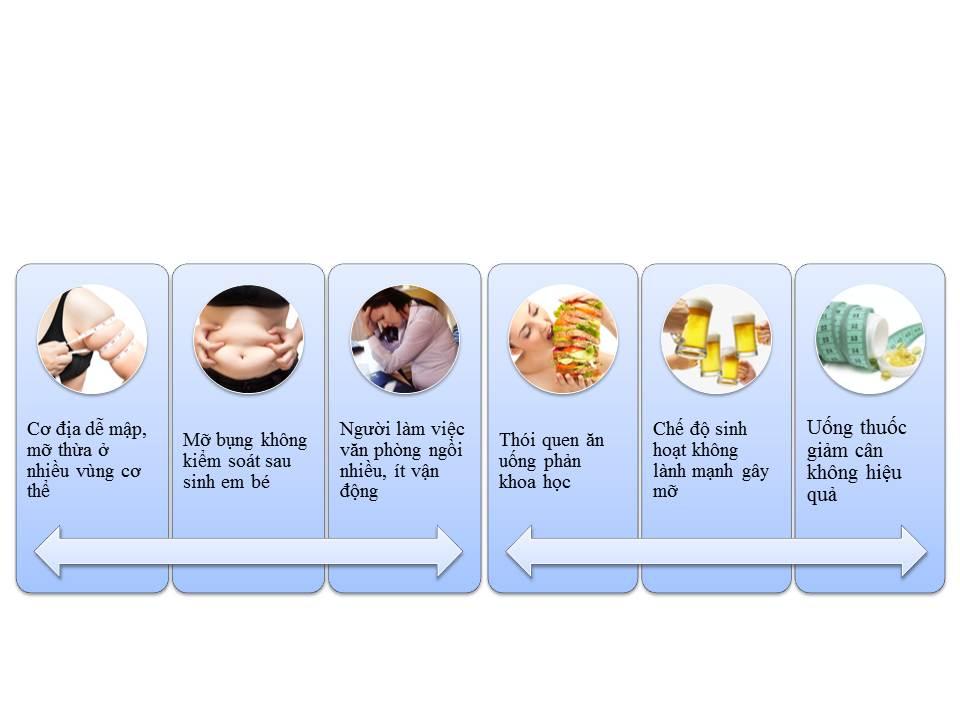 Cơ địa dễ mập,
mỡ thừa ở
nhiều vùng cơ
thể
Mỡ bụng không
kiểm soát sau
sinh em bé
Người làm việc
văn phòng ngồi
nhiều, ít vận
động
Thói quen ăn
uống phản
khoa học
Chế độ sinh
hoạt không
lành mạnh gây
mỡ
Uống thuốc
giảm cân
không hiệu
quả